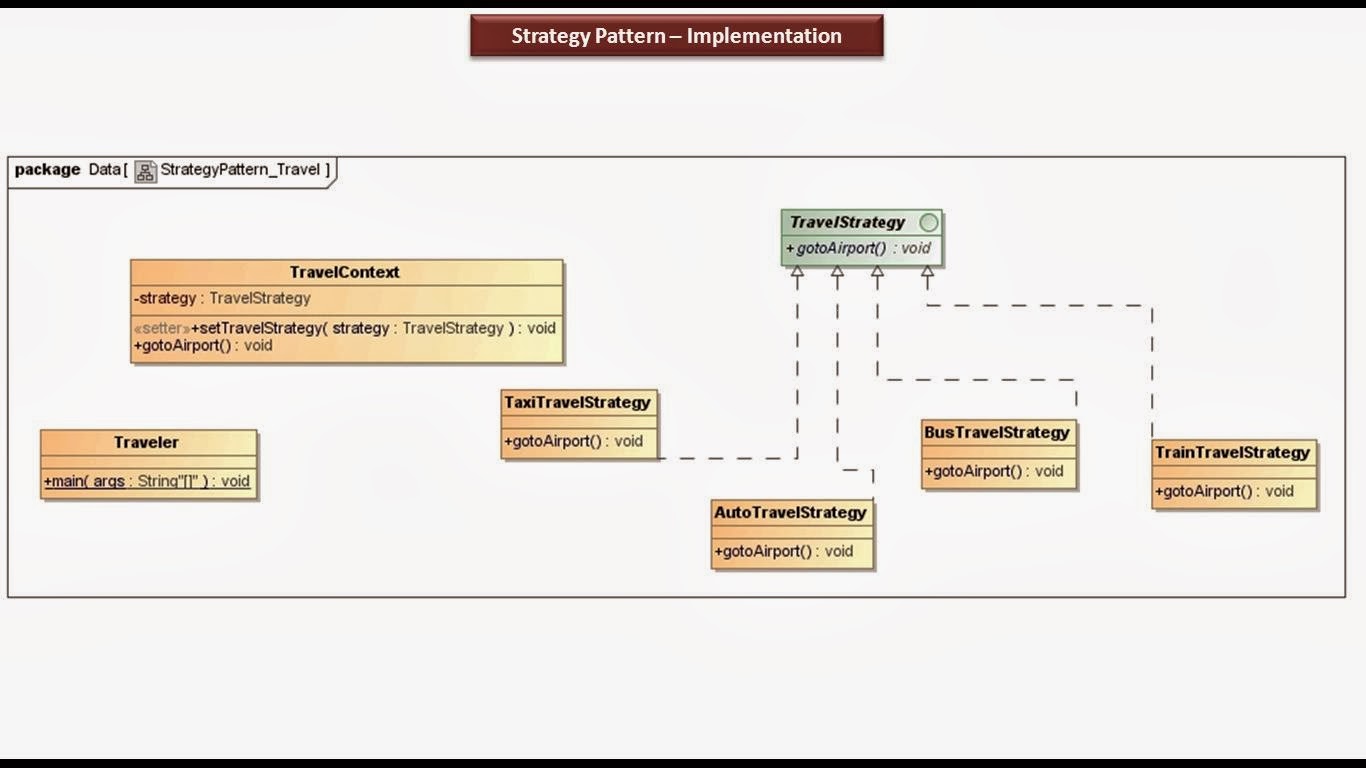 Strategy Pattern – Implementation
package Data[ StrategyPattern_Travel ]
TravelStrategy
+ gotoAirport() : void
TravelContext
-strategy : TravelStrategy
«setter»+setTravelStrategy( strategy : TravelStrategy ) : void
+gotoAirport() : void
TaxiTravelStrategy
+gotoAirport() : void
BusTravelStrategy
+gotoAirport() : void
Traveler
+main( args : String"[]" ) : void
TrainTravelStrategy
+gotoAirport() : void
AutoTravelStrategy
+gotoAirport() : void